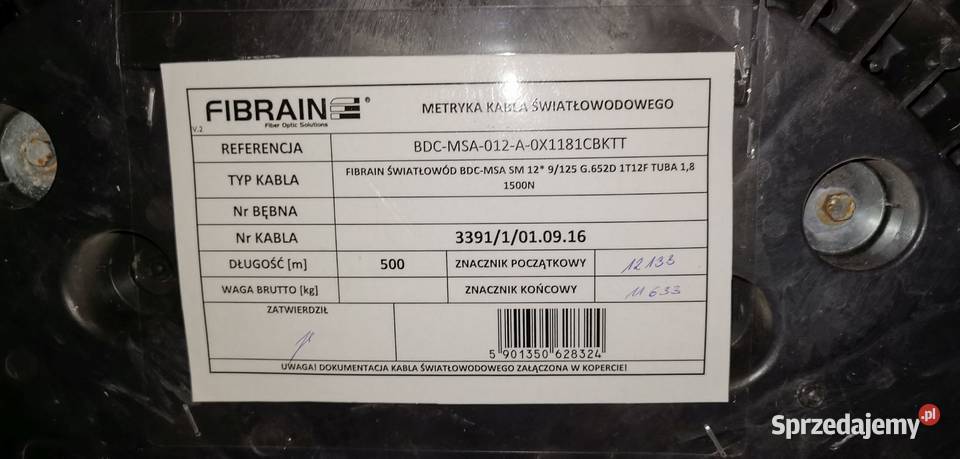 FIBRAIN®
Fiber Optic Solutions
V.2
METRYKA KABLA ŚWIATŁOWODOWEGO
REFERENCJA BDC-MSA-012-A-0X1181CBKTT
TYP KABLA FIBRAIN ŚWIATŁOWÓD BDC-MSA SM 12* 9/125 G.652D 1T12F TUBA 1,8
1500N
Nr BĘBNA
Nr KABLA 3391/1/01.09.16
DŁUGOŚĆ [m] 500 ZNACZNIK POCZĄTKOWY 12133
WAGA BRUTTO [kg] ZNACZNIK KOŃCOWY 11633
ZATWIERDZIŁ
5 901350 628324
UWAGA! DOKUMENTACJA KABLA ŚWIATŁOWODOWEGO ZAŁĄCZONA W KOPERCIE!
Sprzedajemy.pl